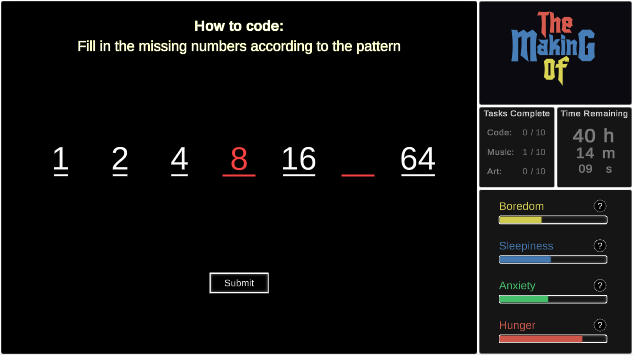 How to code:
Fill in the missing numbers according to the pattern
1 2 4 8 16 __ 64
Submit
The
Making
Of
Tasks Complete
Code: 0 / 10
Music: 1 / 10
Art: 0 / 10
Time Remaining
40 h
14 m
09 s
Boredom ?
Sleepiness ?
Anxiety ?
Hunger ?